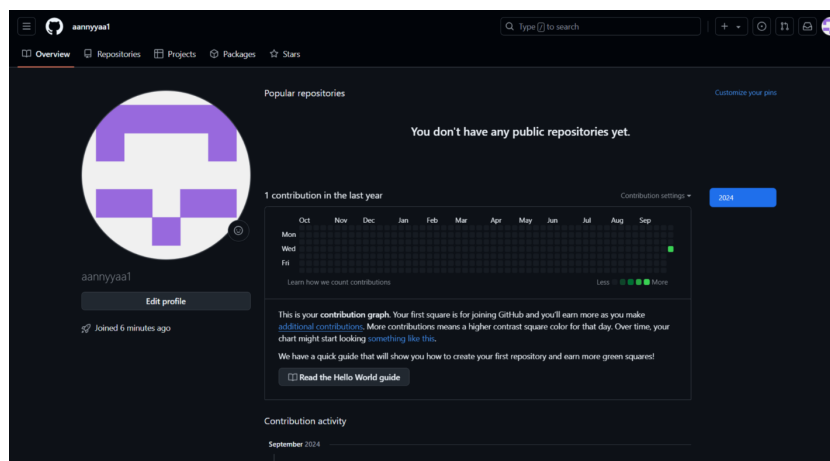 aannyyaa1
Type / to search
Overview Repositories Projects Packages Stars
Popular repositories
Customize your pins
You don't have any public repositories yet.
1 contribution in the last year
Contribution settings
2024
Oct Nov Dec Jan Feb Mar Apr May Jun Jul Aug Sep
Mon
Wed
Fri
Learn how we count contributions
Less More
aannyyaa1
Edit profile
Joined 6 minutes ago
This is your contribution graph. Your first square is for joining GitHub and you'll earn more as you make
additional contributions. More contributions means a higher contrast square color for that day. Over time, your
chart might start looking something like this.
We have a quick guide that will show you how to create your first repository and earn more green squares!
Read the Hello World guide
Contribution activity
September 2024